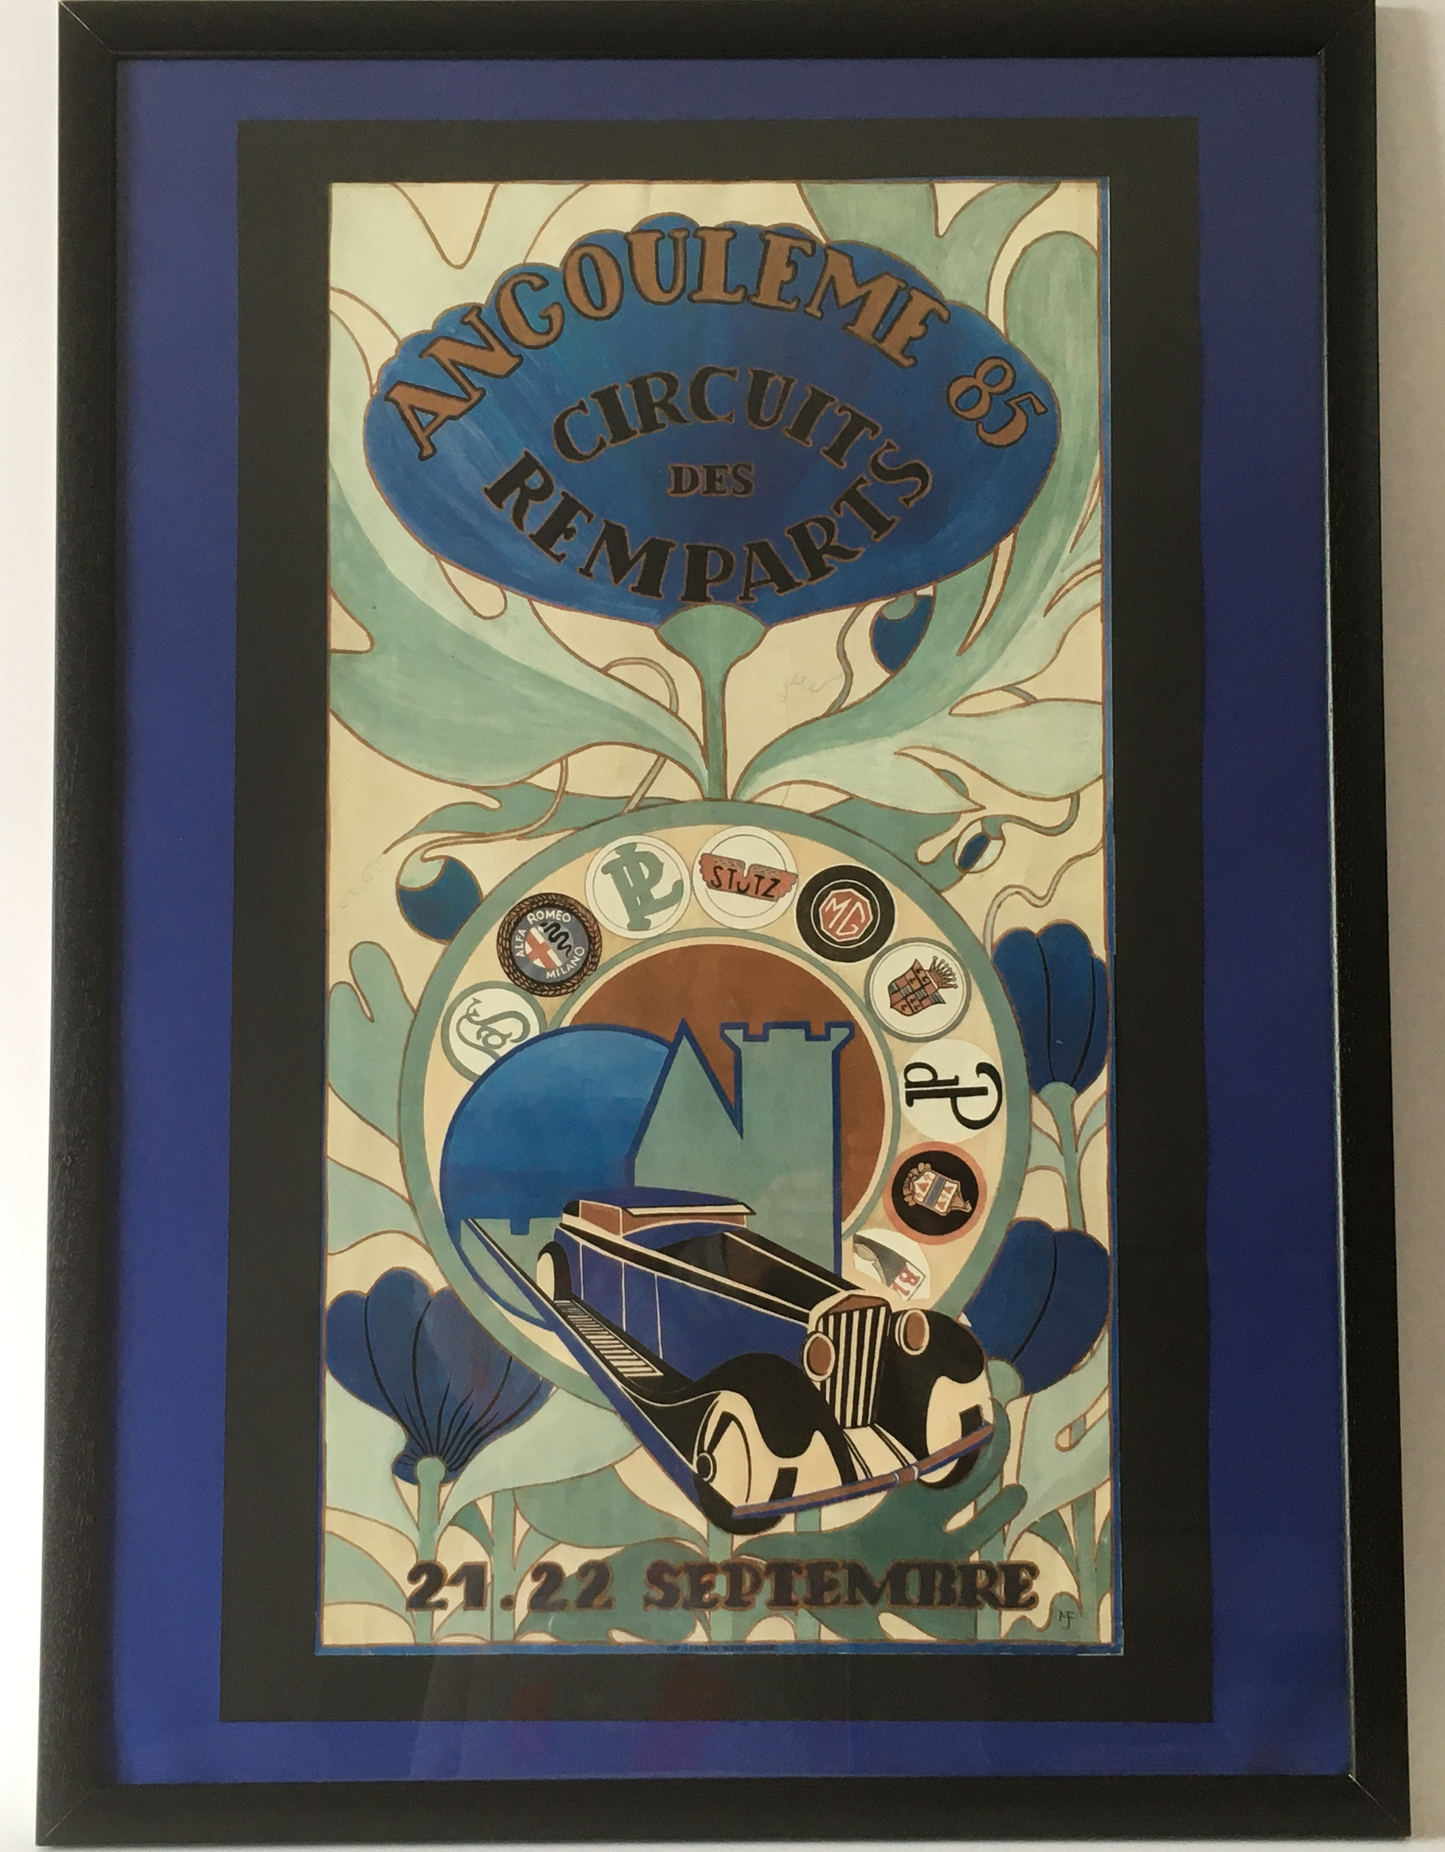 ANGOULEME 85
CIRCUITS
DES
REMPARTS
PL
STUTZ
MG
ALFA ROMEO
MILANO
21.22 SEPTEMBRE
MF